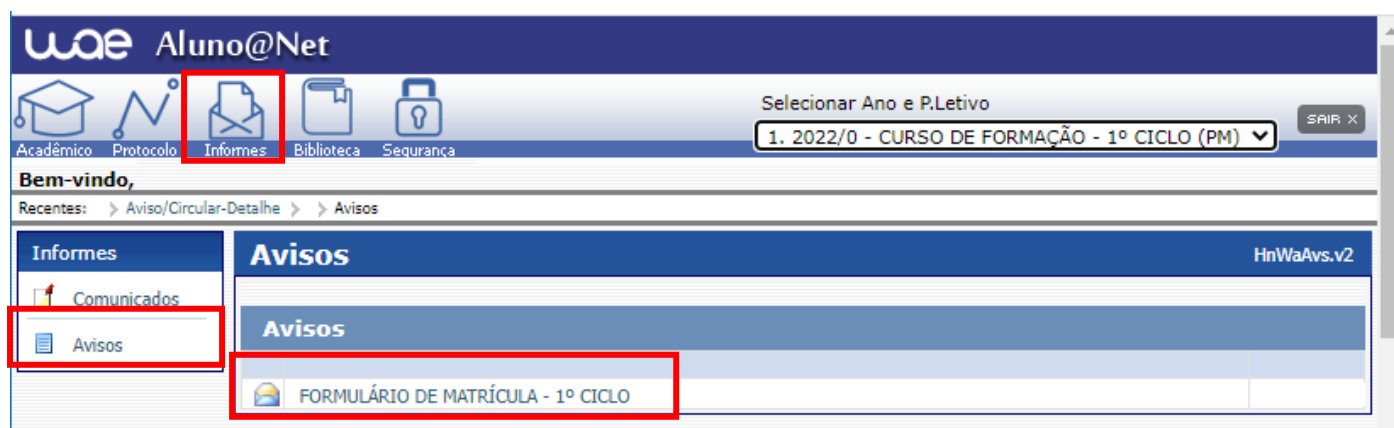 wae Aluno@Net
Selecionar Ano e P.Letivo
1. 2022/0 - CURSO DE FORMAÇÃO - 1º CICLO (PM)
SAIR X
Acadêmico Protocolo Informes Biblioteca Segurança
Bem-vindo,
Recentes: > Aviso/Circular-Detalhe > > Avisos
Informes
Comunicados
Avisos
Avisos HnWaAvs.v2
Avisos
FORMULÁRIO DE MATRÍCULA - 1º CICLO